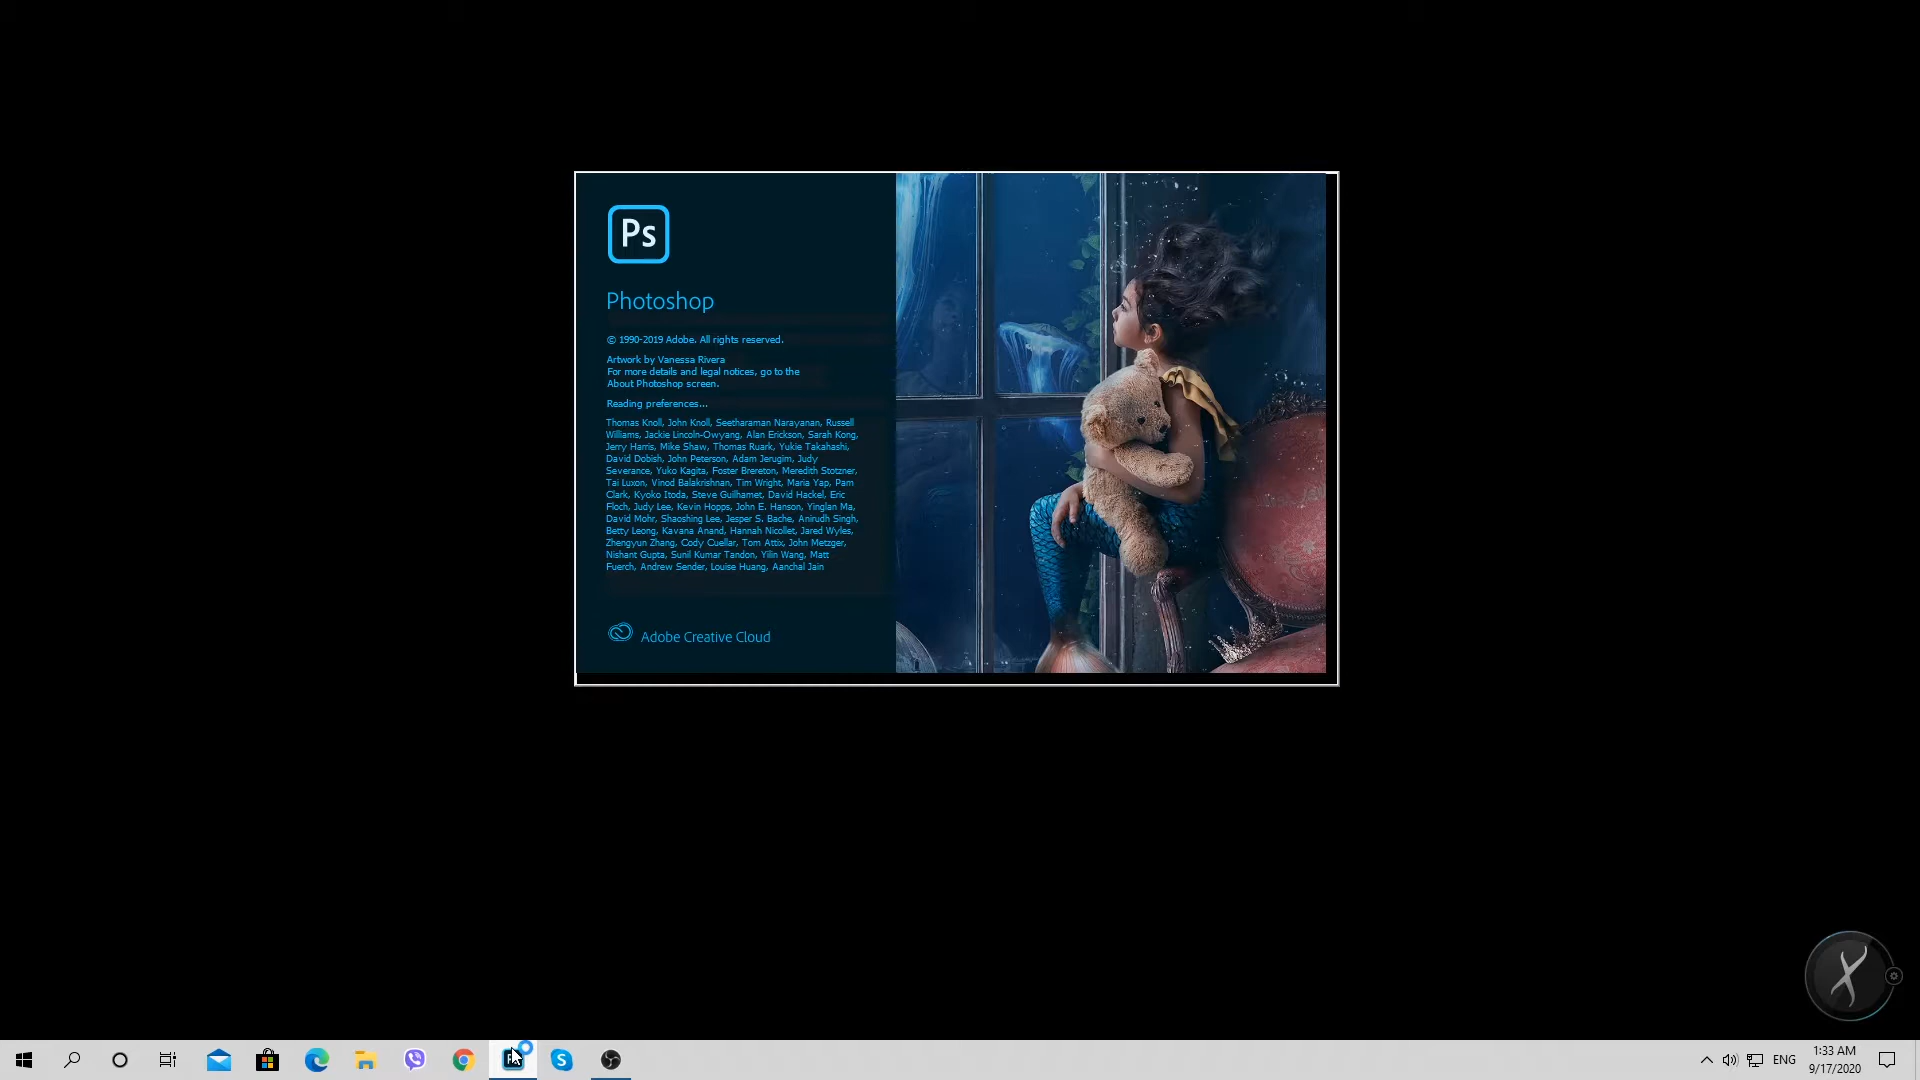 Ps
Photoshop
© 1990-2019 Adobe. All rights reserved.
Artwork by Vanessa Rivera
For more details and legal notices, go to the
About Photoshop screen.
Reading preferences...
Thomas Knoll, John Knoll, Seetharaman Narayanan, Russell
Williams, Jackie Lincoln-Owyang, Alan Erickson, Sarah Kong,
Jerry Harris, Mike Shaw, Thomas Ruark, Yukie Takahashi,
David Dobish, John Peterson, Adam Jerugim, Judy
Severance, Yuko Kagita, Foster Brereton, Meredith Stotzner,
Tai Luxon, Vinod Balakrishnan, Tim Wright, Maria Yap, Pam
Clark, Kyoko Itoda, Steve Guilhamet, David Hackel, Eric
Floch, Judy Lee, Kevin Hopps, John E. Hanson, Yinglan Ma,
David Mohr, Shaoshing Lee, Jesper S. Bache, Anirudh Singh,
Betty Leong, Kavana Anand, Hannah Nicollet, Jared Wyles,
Zhengyun Zhang, Cody Cuellar, Tom Attix, John Metzger,
Nishant Gupta, Sunil Kumar Tandon, Yilin Wang, Matt
Fuerch, Andrew Sender, Louise Huang, Aanchal Jain
Adobe Creative Cloud
ENG
1:33 AM
9/17/2020